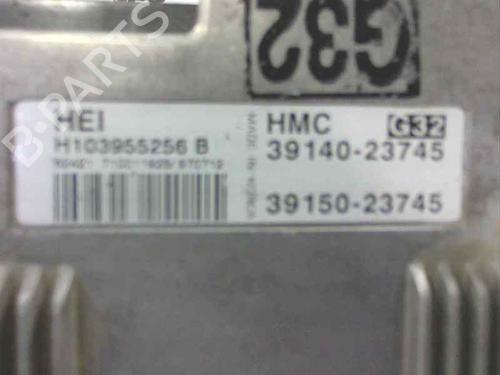 G32
HEI
H103955256 B
MADE IN KOREA
HMC G32
39140-23745
39150-23745
B-PARTS